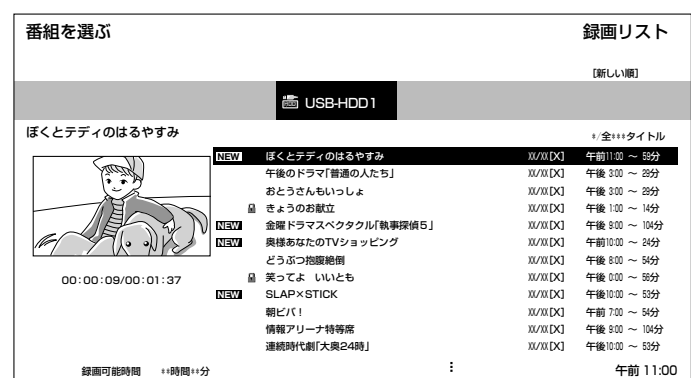 番組を選ぶ 録画リスト
[新しい順]
USB-HDD1
ぼくとテディのはるやすみ */全***タイトル
NEW ぼくとテディのはるやすみ XX/XX[X] 午前11:00 ～ 59分
午後のドラマ「普通の人たち」 XX/XX[X] 午後 3:00 ～ 29分
おとうさんもいっしょ XX/XX[X] 午後 3:00 ～ 29分
きょうのお献立 XX/XX[X] 午後 1:00 ～ 14分
NEW 金曜ドラマスペクタクル「執事探偵5」 XX/XX[X] 午後 9:00 ～ 104分
NEW 奥様あなたのTVショッピング XX/XX[X] 午前10:00 ～ 24分
どうぶつ抱腹絶倒 XX/XX[X] 午後 8:00 ～ 54分
笑ってよ いいとも XX/XX[X] 午後 0:00 ～ 56分
NEW SLAP×STICK XX/XX[X] 午後10:00 ～ 53分
朝ビバ！ XX/XX[X] 午前 7:00 ～ 54分
情報アリーナ特等席 XX/XX[X] 午後 9:00 ～ 104分
連続時代劇「大奥24時」 XX/XX[X] 午後10:00 ～ 53分
00:00:09/00:01:37
録画可能時間 **時間**分 ⋮ 午前 11:00